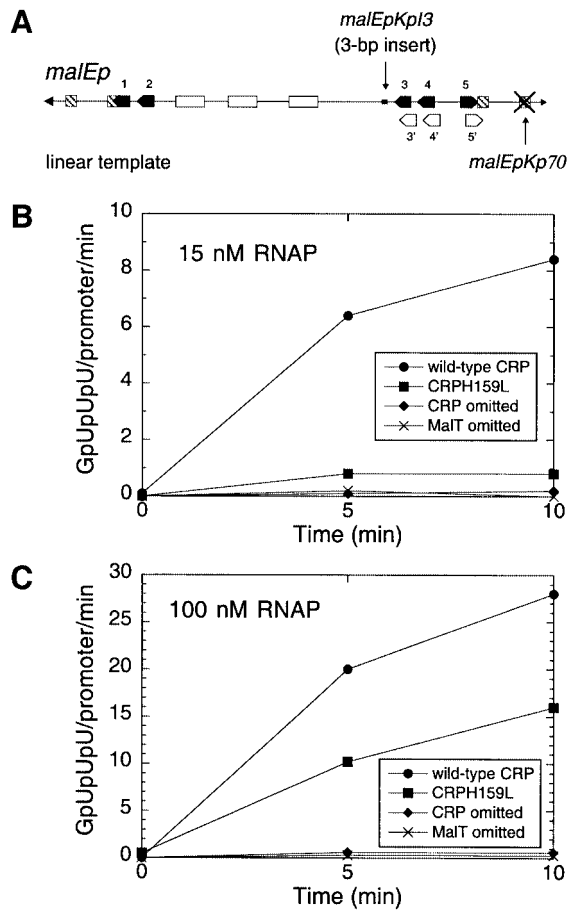 A
malEpKpI3
(3-bp insert)
malEp
1 2 3 4 5
3' 4' 5'
linear template
malEpKp70
B
10
8
6
4
2
0
15 nM RNAP
GpUpUpU/promoter/min
wild-type CRP
CRPH159L
CRP omitted
MalT omitted
0 5 10
Time (min)
C
30
25
20
15
10
5
0
100 nM RNAP
GpUpUpU/promoter/min
wild-type CRP
CRPH159L
CRP omitted
MalT omitted
0 5 10
Time (min)